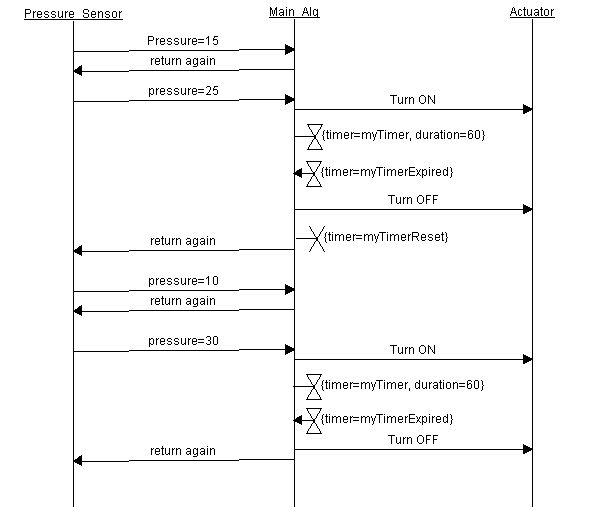 Pressure_Sensor
Main_Alg
Actuator
Pressure=15
return again
pressure=25
Turn ON
{timer=myTimer, duration=60}
{timer=myTimerExpired}
Turn OFF
{timer=myTimerReset}
return again
pressure=10
return again
pressure=30
Turn ON
{timer=myTimer, duration=60}
{timer=myTimerExpired}
Turn OFF
return again